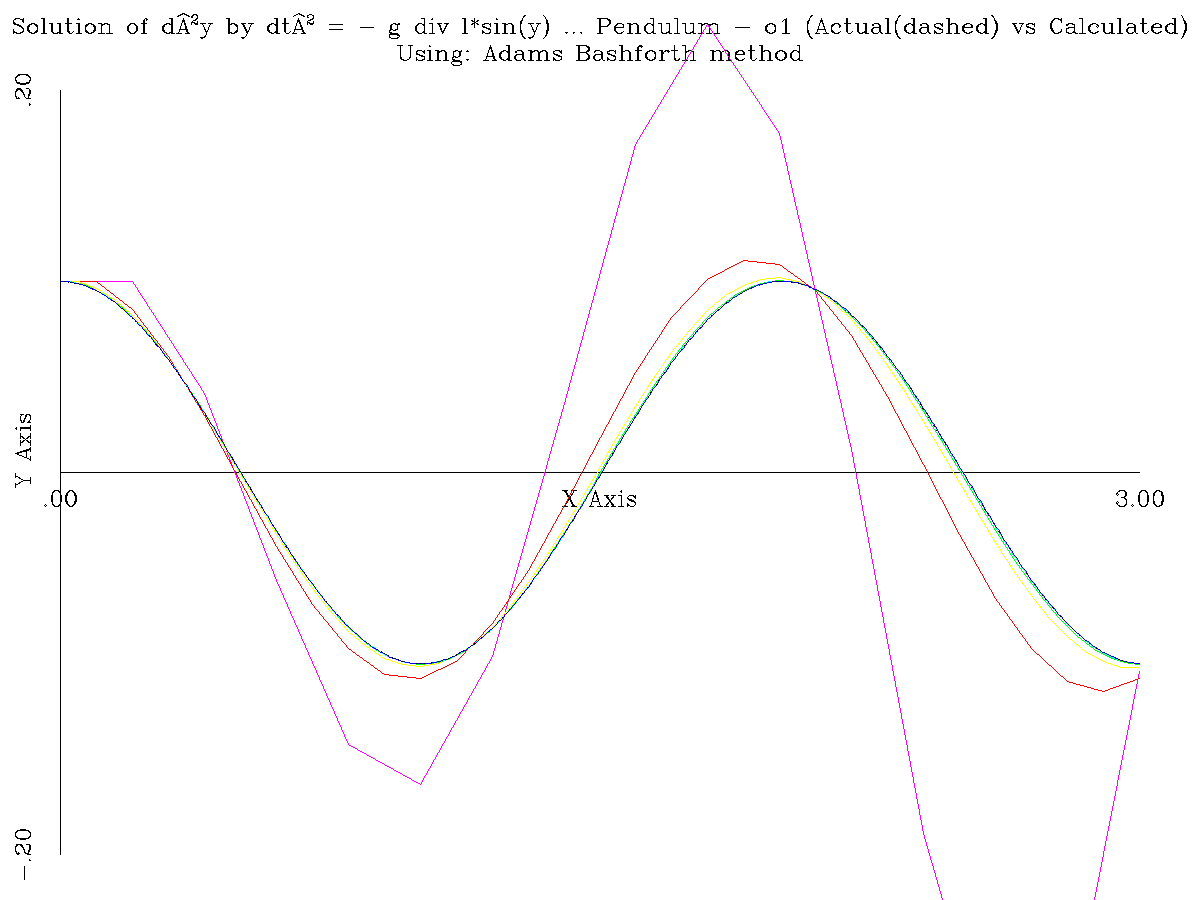 Solution of dÂ²y by dtÂ² = − g div l*sin(y) ... Pendulum − o1 (Actual(dashed) vs Calculated)
Using: Adams Bashforth method
.20
Y Axis
.00
X Axis
3.00
−.20